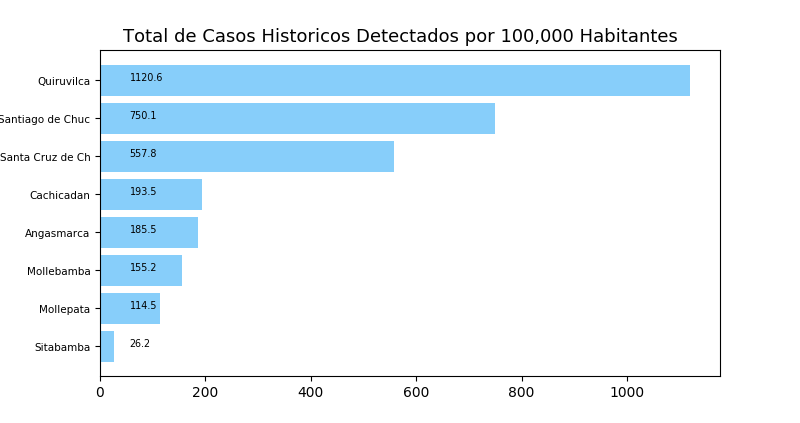 Total de Casos Historicos Detectados por 100,000 Habitantes
Quiruvilca 1120.6
Santiago de Chuc 750.1
Santa Cruz de Ch 557.8
Cachicadan 193.5
Angasmarca 185.5
Mollebamba 155.2
Mollepata 114.5
Sitabamba 26.2
0 200 400 600 800 1000